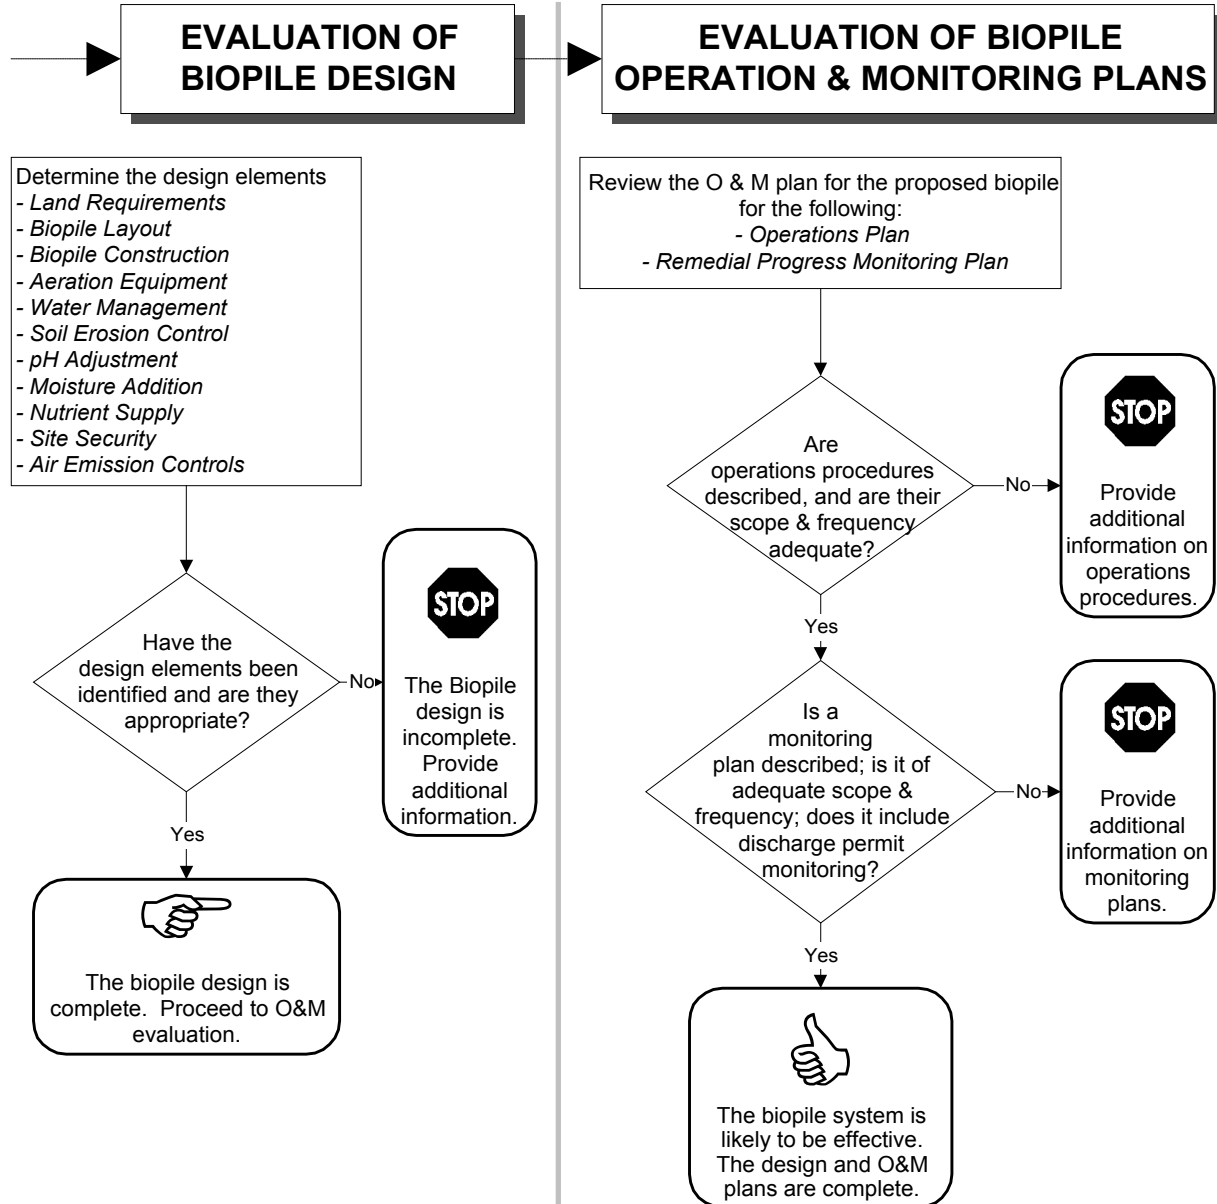 EVALUATION OF
BIOPILE DESIGN
Determine the design elements
- Land Requirements
- Biopile Layout
- Biopile Construction
- Aeration Equipment
- Water Management
- Soil Erosion Control
- pH Adjustment
- Moisture Addition
- Nutrient Supply
- Site Security
- Air Emission Controls
Have the
design elements been
identified and are they
appropriate?
No
STOP
The Biopile
design is
incomplete.
Provide
additional
information.
Yes
The biopile design is
complete.  Proceed to O&M
evaluation.
EVALUATION OF BIOPILE
OPERATION & MONITORING PLANS
Review the O & M plan for the proposed biopile
for the following:
- Operations Plan
- Remedial Progress Monitoring Plan
Are
operations procedures
described, and are their
scope & frequency
adequate?
No
STOP
Provide
additional
information on
operations
procedures.
Yes
Is a
monitoring
plan described; is it of
adequate scope &
frequency; does it include
discharge permit
monitoring?
No
STOP
Provide
additional
information on
monitoring
plans.
Yes
The biopile system is
likely to be effective.
The design and O&M
plans are complete.